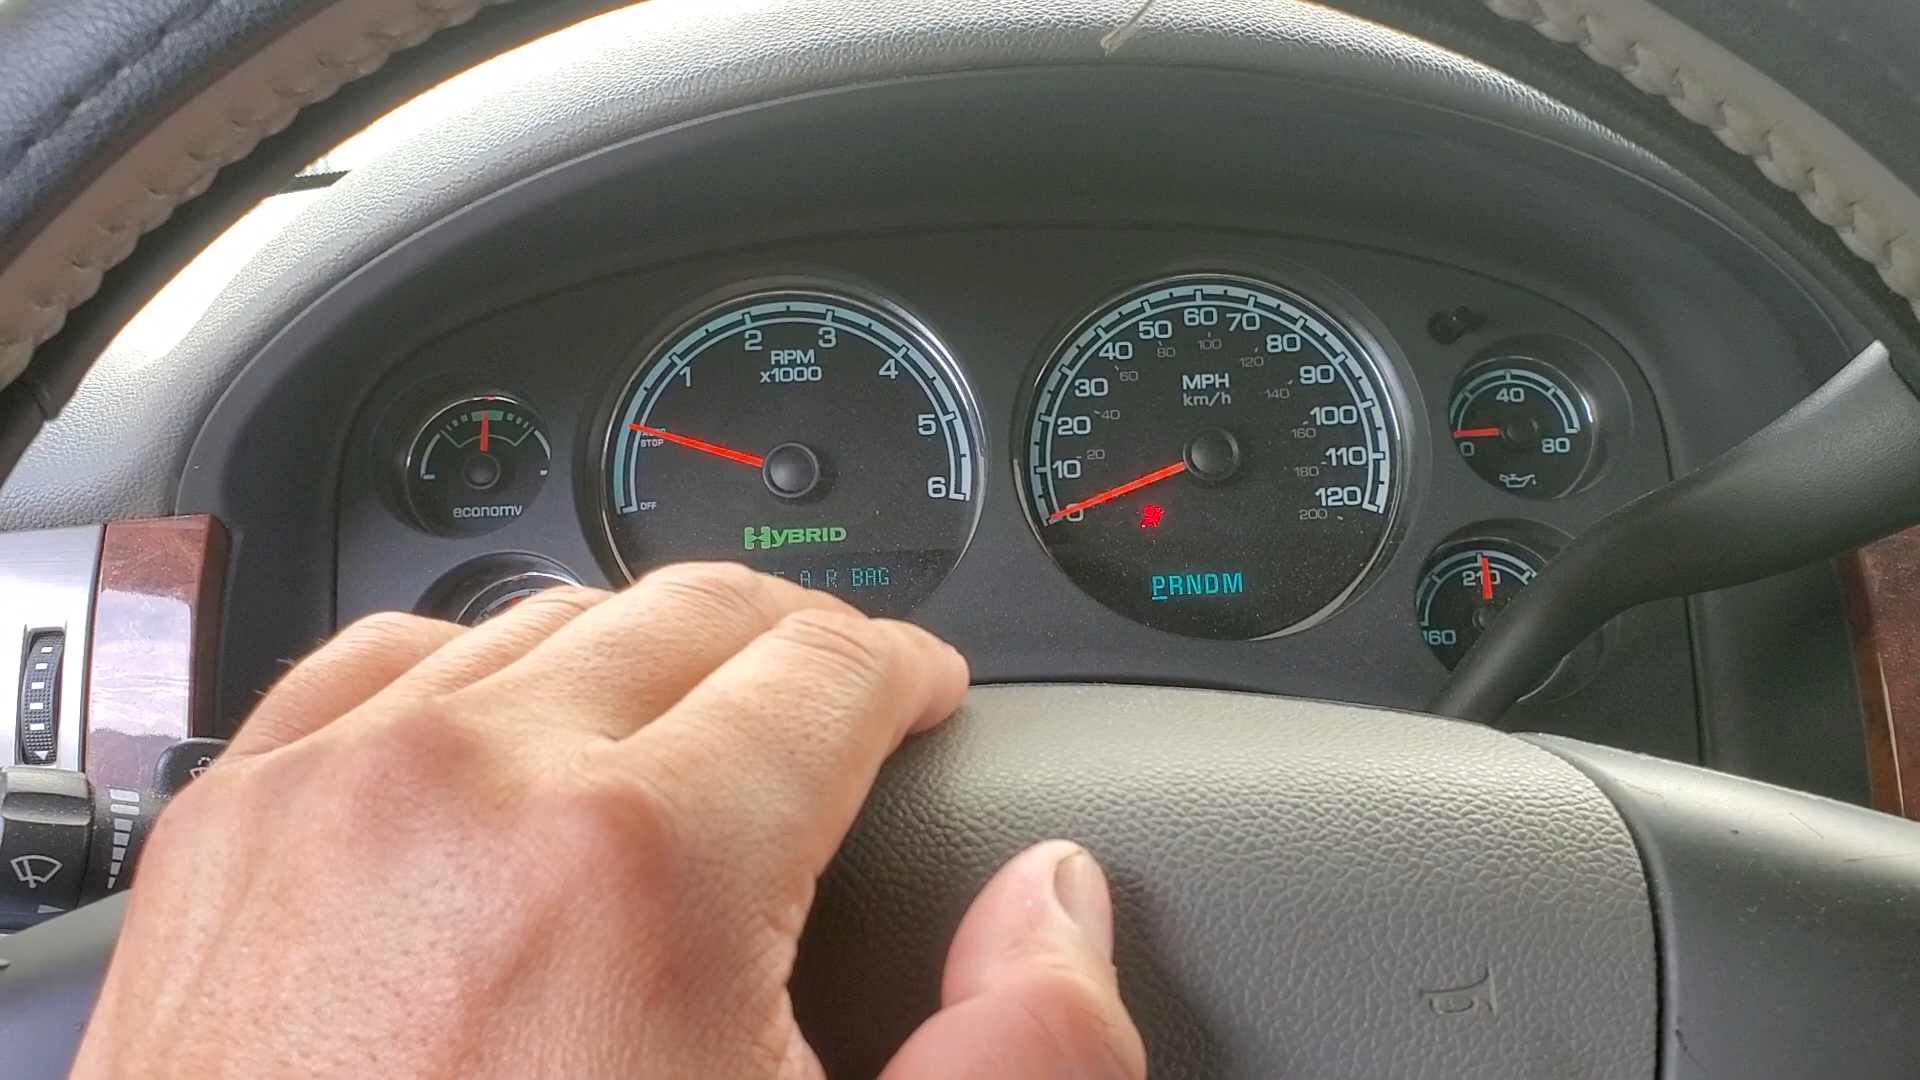 economy
1 2 3 4 5 6
RPM
x1000
STOP
OFF
HYBRID
BAG
0 10 20 30 40 50 60 70 80 90 100 110 120
20 40 60 80 100 120 140 160 180 200
MPH
km/h
PRNDM
0 40 80
160 210